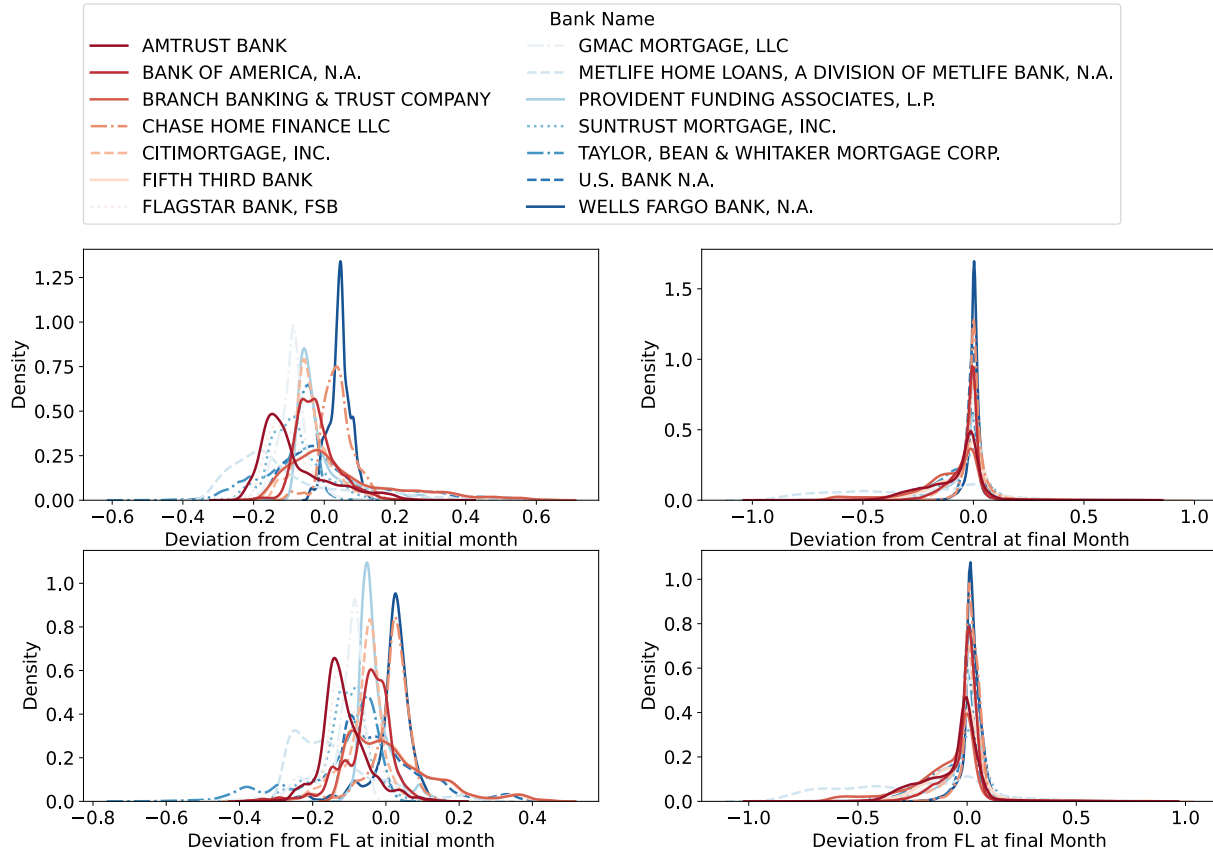 Bank Name
AMTRUST BANK
BANK OF AMERICA, N.A.
BRANCH BANKING & TRUST COMPANY
CHASE HOME FINANCE LLC
CITIMORTGAGE, INC.
FIFTH THIRD BANK
FLAGSTAR BANK, FSB
GMAC MORTGAGE, LLC
METLIFE HOME LOANS, A DIVISION OF METLIFE BANK, N.A.
PROVIDENT FUNDING ASSOCIATES, L.P.
SUNTRUST MORTGAGE, INC.
TAYLOR, BEAN & WHITAKER MORTGAGE CORP.
U.S. BANK N.A.
WELLS FARGO BANK, N.A.
Density
1.25
1.00
0.75
0.50
0.25
0.00
−0.6 −0.4 −0.2 0.0 0.2 0.4 0.6
Deviation from Central at initial month
Density
1.5
1.0
0.5
0.0
−1.0 −0.5 0.0 0.5 1.0
Deviation from Central at final Month
Density
1.0
0.8
0.6
0.4
0.2
0.0
−0.8 −0.6 −0.4 −0.2 0.0 0.2 0.4
Deviation from FL at initial month
Density
1.0
0.8
0.6
0.4
0.2
0.0
−1.0 −0.5 0.0 0.5 1.0
Deviation from FL at final Month